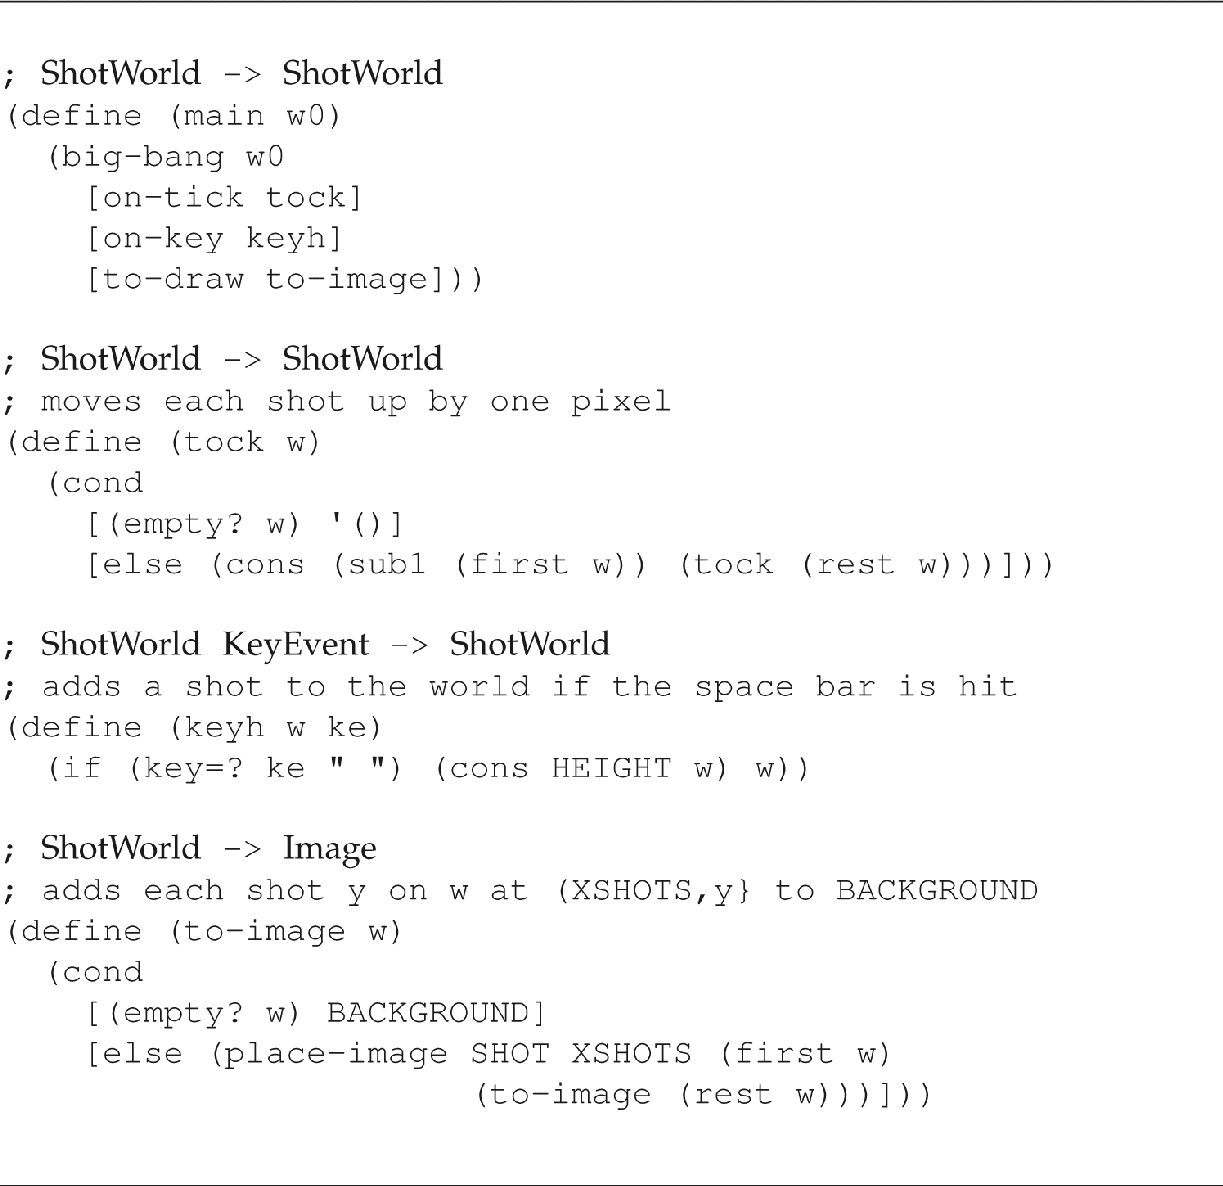 ; ShotWorld -> ShotWorld
(define (main w0)
  (big-bang w0
    [on-tick tock]
    [on-key keyh]
    [to-draw to-image]))

; ShotWorld -> ShotWorld
; moves each shot up by one pixel
(define (tock w)
  (cond
    [(empty? w) '()]
    [else (cons (sub1 (first w)) (tock (rest w)))]))

; ShotWorld KeyEvent -> ShotWorld
; adds a shot to the world if the space bar is hit
(define (keyh w ke)
  (if (key=? ke " ") (cons HEIGHT w) w))

; ShotWorld -> Image
; adds each shot y on w at (XSHOTS,y} to BACKGROUND
(define (to-image w)
  (cond
    [(empty? w) BACKGROUND]
    [else (place-image SHOT XSHOTS (first w)
                       (to-image (rest w)))]))